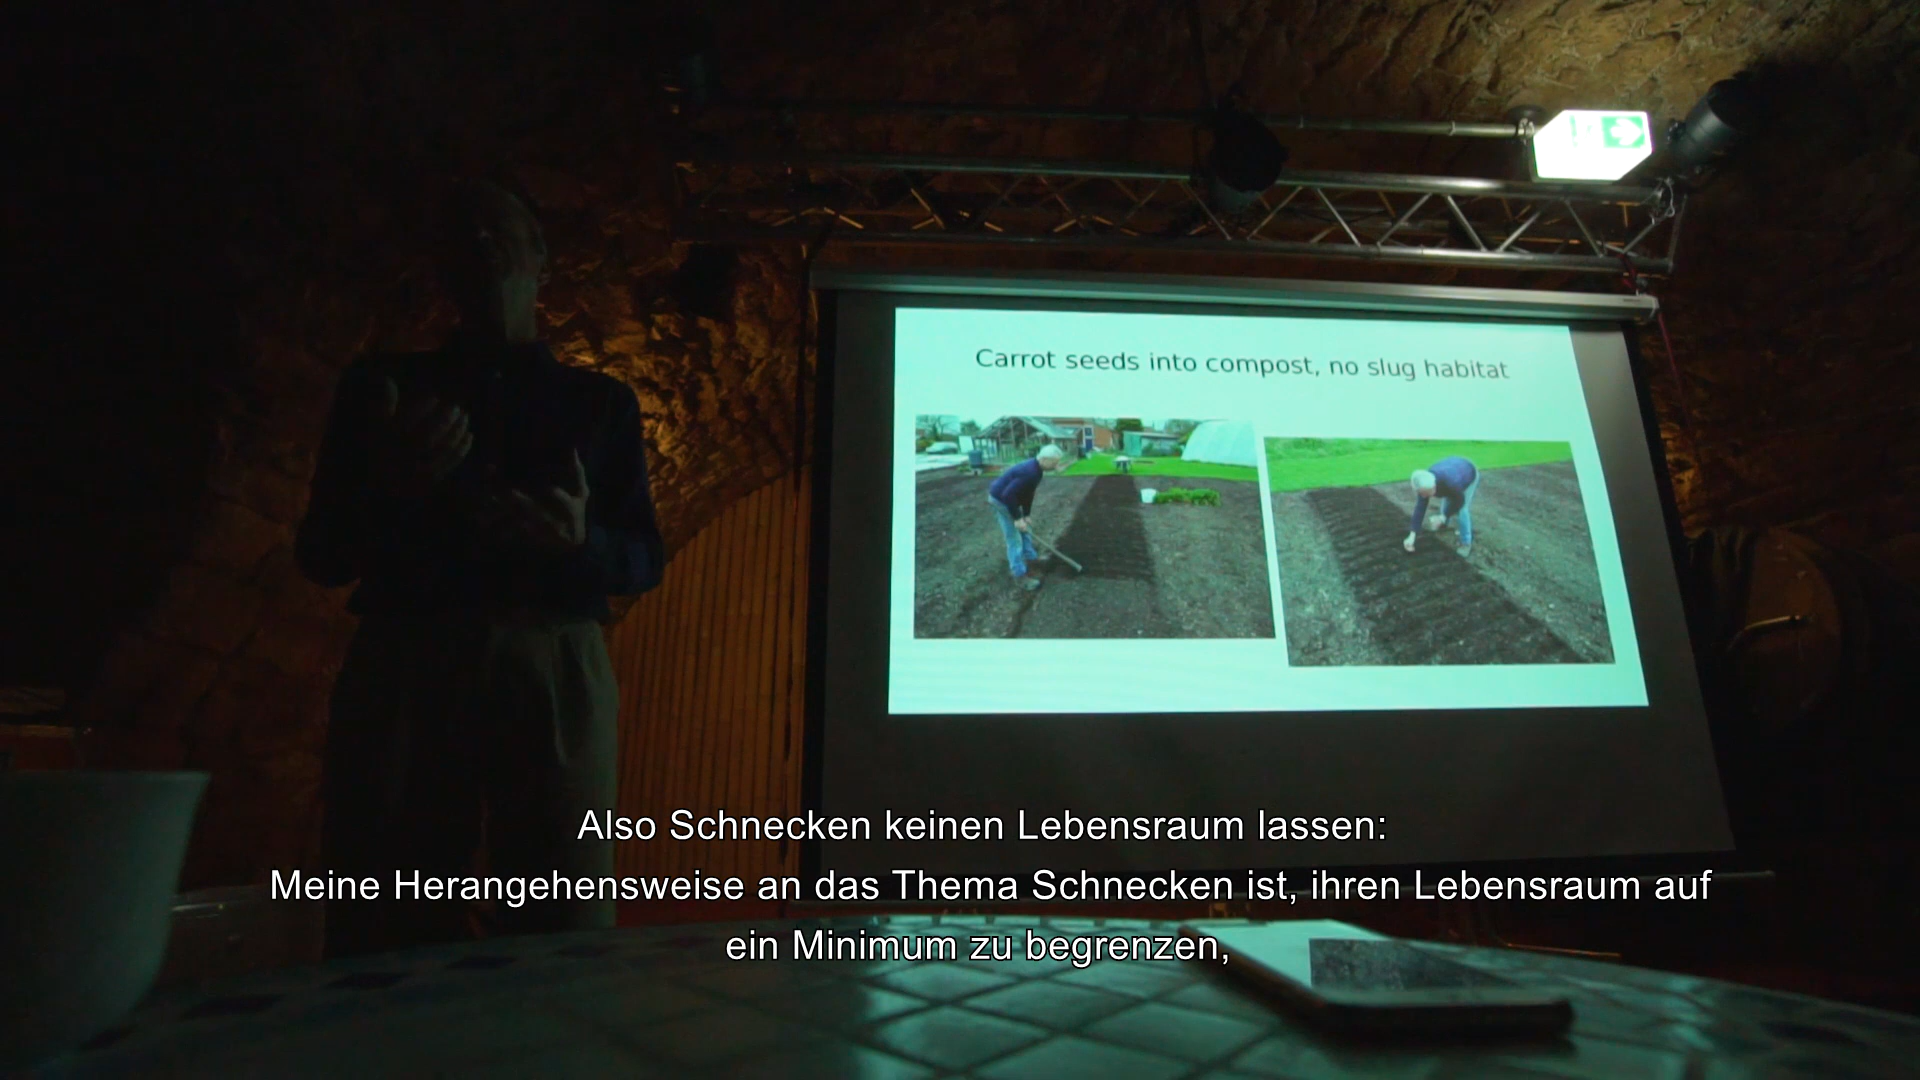 Carrot seeds into compost, no slug habitat
Also Schnecken keinen Lebensraum lassen:
Meine Herangehensweise an das Thema Schnecken ist, ihren Lebensraum auf
ein Minimum zu begrenzen,